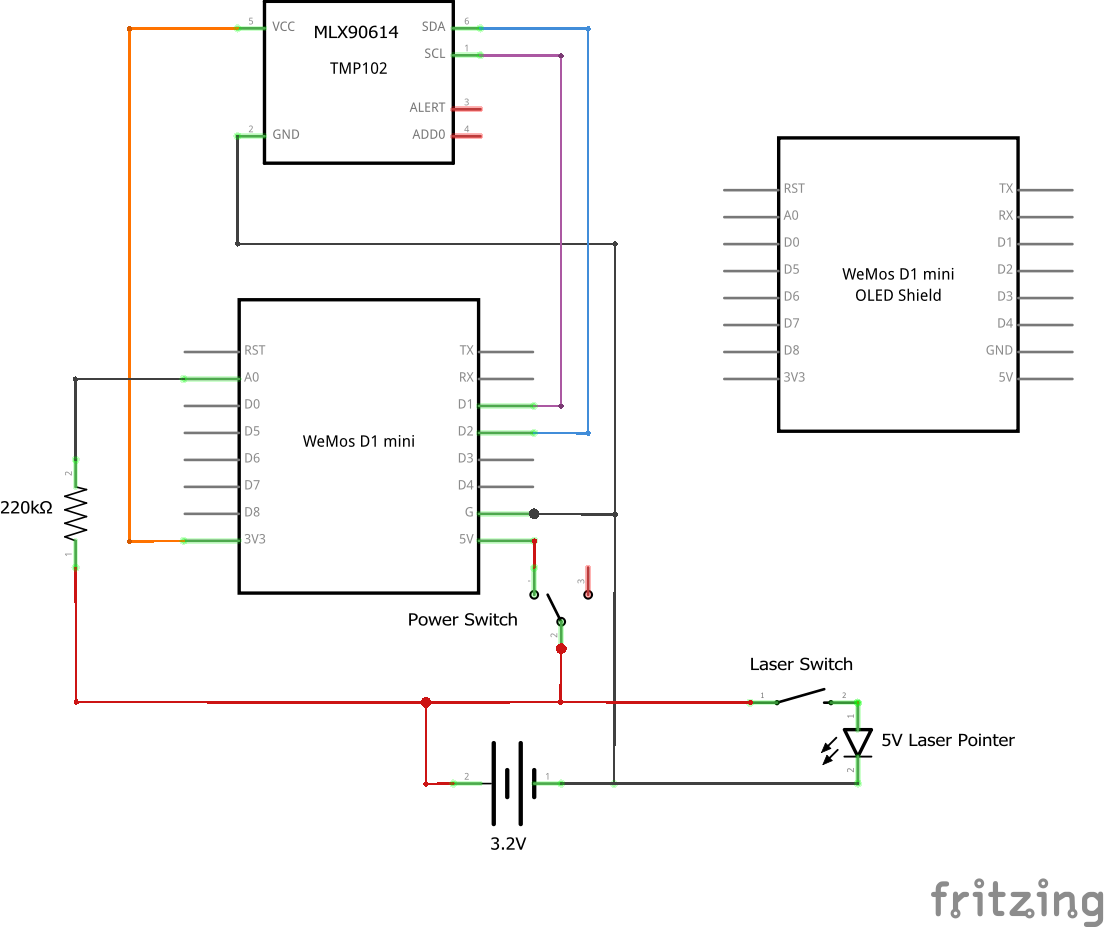 5 VCC MLX90614 SDA 6
SCL 1
TMP102
ALERT 3
2 GND ADD0 4
RST TX
A0 RX
D0 D1
D5 D2
WeMos D1 mini
OLED Shield
D6 D3
D7 D4
D8 GND
3V3 5V
RST TX
A0 RX
D0 D1
D5 D2
WeMos D1 mini
D6 D3
D7 D4
D8 G
3V3 5V
2
220kΩ
1
1 3
Power Switch
2
Laser Switch
1 2
1
5V Laser Pointer
2
2 1
3.2V
fritzing